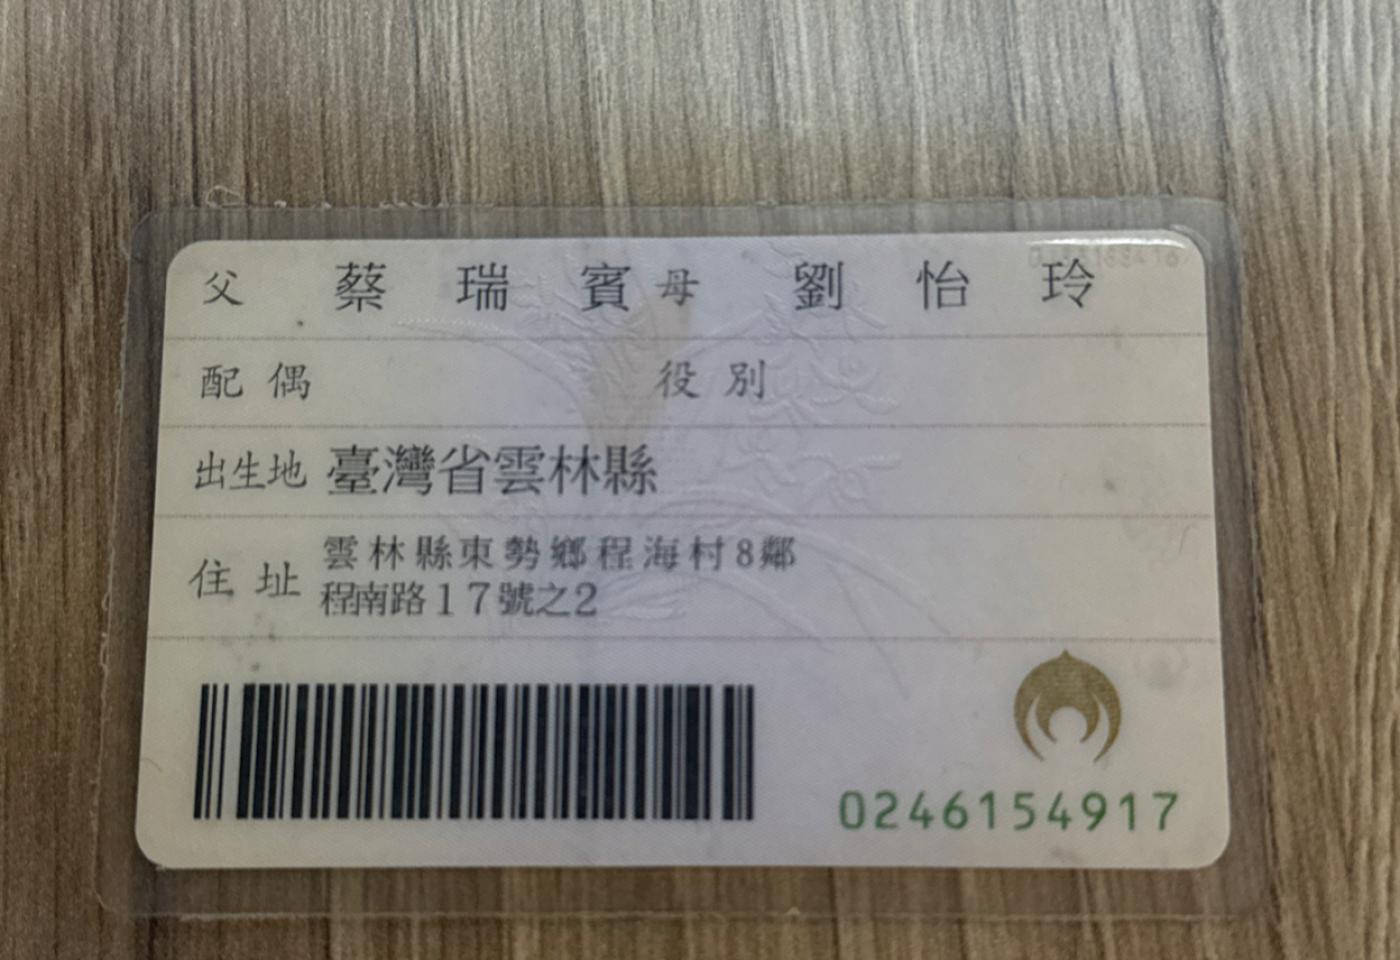 父 蔡瑞賓 母 劉怡玲
配偶 役別
出生地 臺灣省雲林縣
住址 雲林縣東勢鄉程海村8鄰
程南路17號之2
0246154917